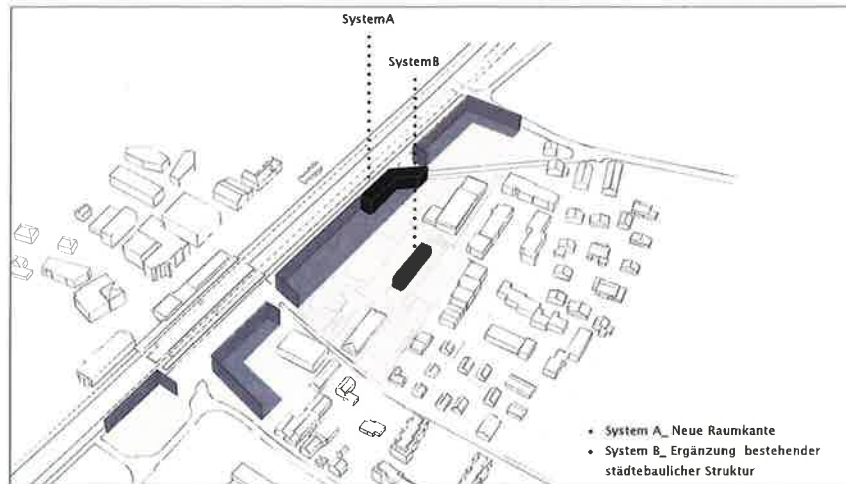 SystemA
SystemB
• System A_ Neue Raumkante
• System B_ Ergänzung bestehender
städtebaulicher Struktur